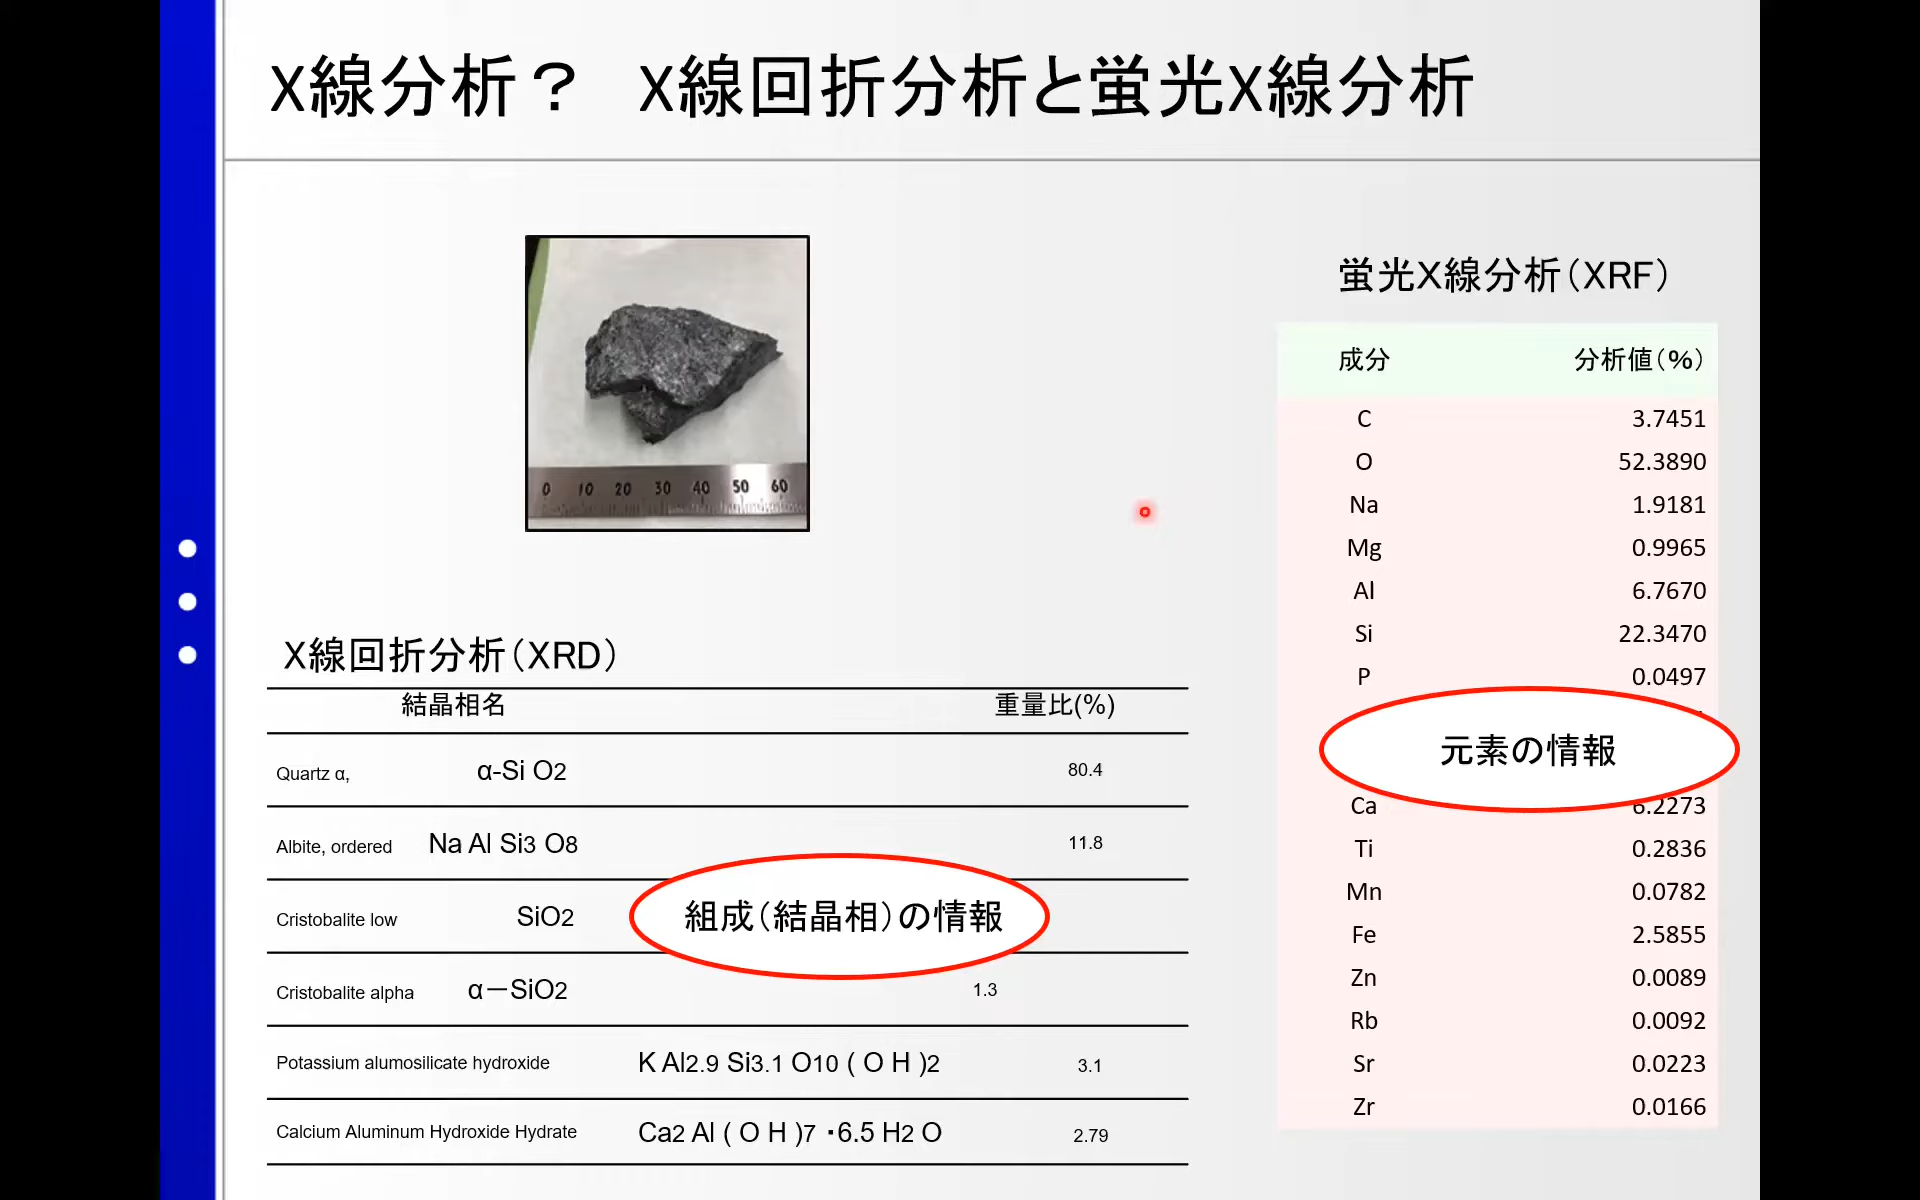 X線分析？　X線回折分析と蛍光X線分析
0 10 20 30 40 50 60
X線回折分析（XRD）
結晶相名 重量比(%)
Quartz α, α-Si O2 80.4
Albite, ordered Na Al Si3 O8 11.8
Cristobalite low SiO2
組成（結晶相）の情報
Cristobalite alpha α－SiO2 1.3
Potassium alumosilicate hydroxide K Al2.9 Si3.1 O10 ( O H )2 3.1
Calcium Aluminum Hydroxide Hydrate Ca2 Al ( O H )7 ・6.5 H2 O 2.79
蛍光X線分析（XRF）
成分 分析値（%）
C 3.7451
O 52.3890
Na 1.9181
Mg 0.9965
Al 6.7670
Si 22.3470
P 0.0497
元素の情報
Ca 6.2273
Ti 0.2836
Mn 0.0782
Fe 2.5855
Zn 0.0089
Rb 0.0092
Sr 0.0223
Zr 0.0166